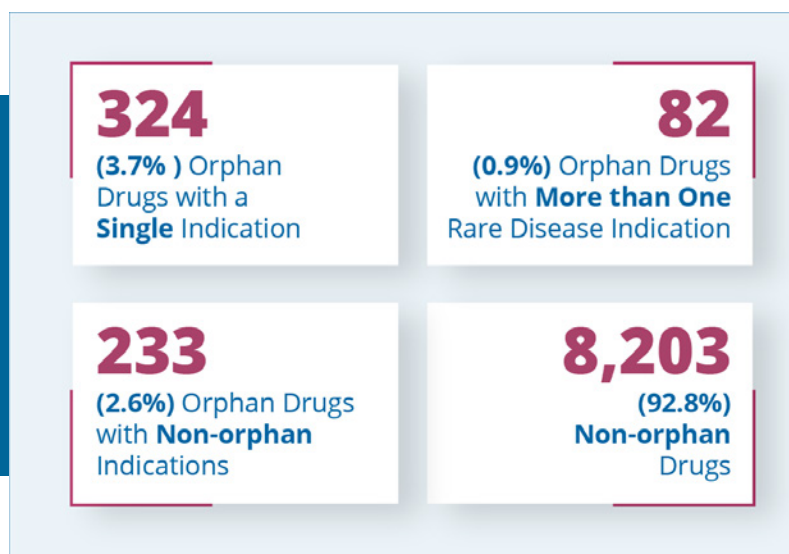 324
(3.7% ) Orphan
Drugs with a
Single Indication
82
(0.9%) Orphan Drugs
with More than One
Rare Disease Indication
233
(2.6%) Orphan Drugs
with Non-orphan
Indications
8,203
(92.8%)
Non-orphan
Drugs